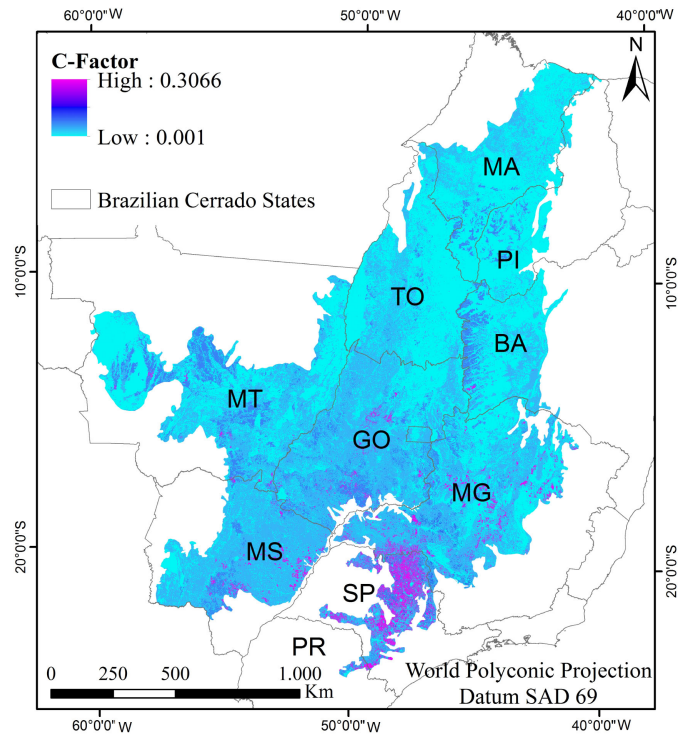 60°0'0"W
50°0'0"W
40°0'0"W
C-Factor
High : 0.3066
Low : 0.001
Brazilian Cerrado States
N
MA
PI
TO
BA
MT
GO
MG
MS
SP
PR
10°0'0"S
10°0'0"S
20°0'0"S
20°0'0"S
0 250 500 1.000
Km
World Polyconic Projection
Datum SAD 69
60°0'0"W
50°0'0"W
40°0'0"W